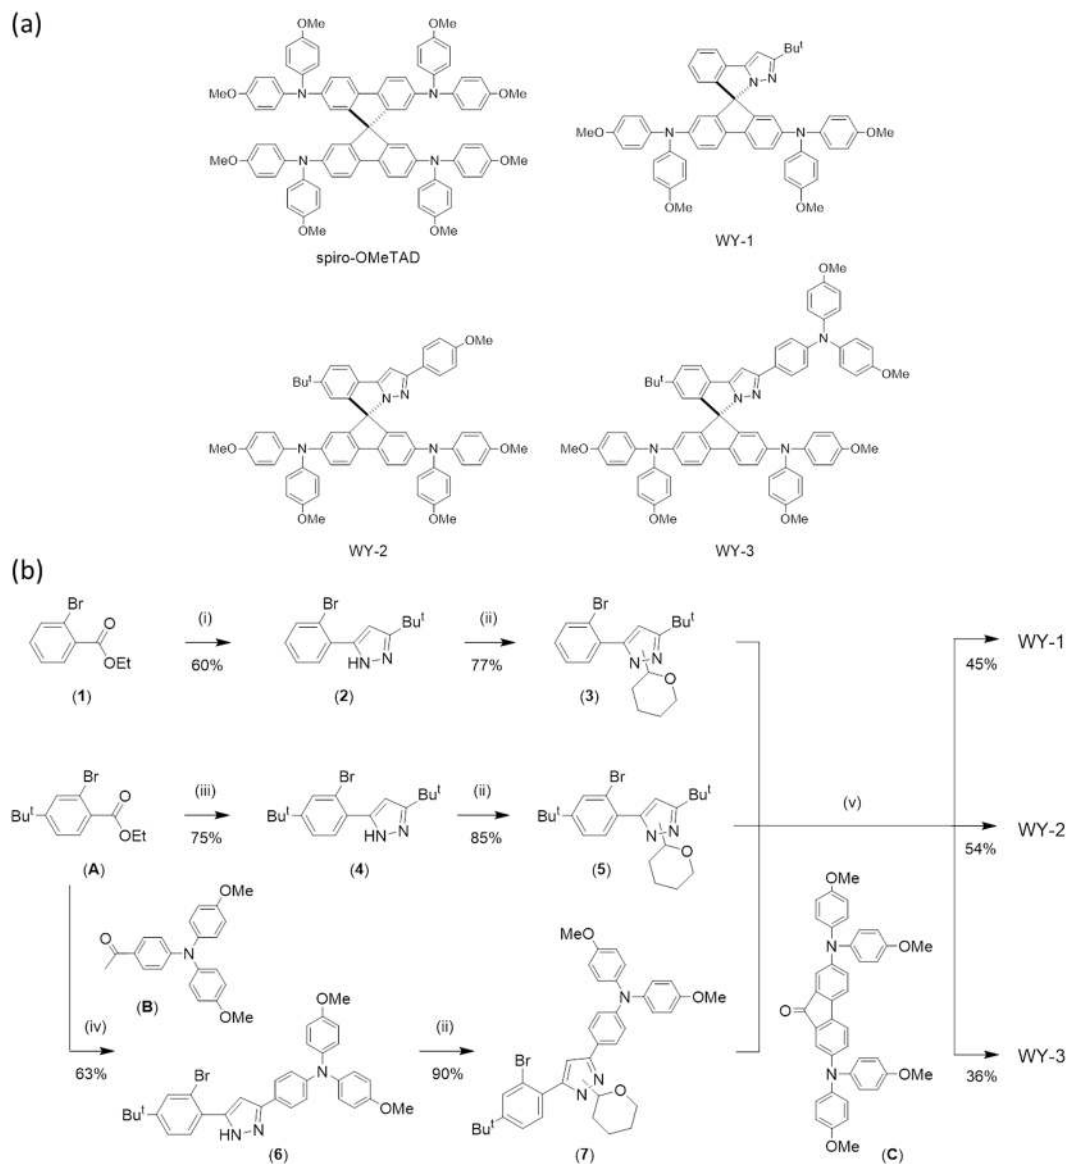 (a)
OMe OMe
MeO N N OMe
MeO N N OMe
OMe OMe
spiro-OMeTAD
Bu^t
N N
MeO N N OMe
OMe OMe
WY-1
OMe
Bu^t N N
MeO N N OMe
OMe OMe
WY-2
OMe
N
OMe
Bu^t N N
MeO N N OMe
OMe OMe
WY-3
(b)
Br O OEt
(1)
(i)
60%
Br Bu^t
HN N
(2)
(ii)
77%
Br Bu^t
N N
O
(3)
45%
WY-1
Bu^t Br O OEt
(A)
(iii)
75%
Bu^t Br Bu^t
HN N
(4)
(ii)
85%
Bu^t Br Bu^t
N N
O
(5)
(v)
54%
WY-2
O N OMe
OMe
(B)
(iv)
63%
OMe
N
OMe
Br
Bu^t
HN N
(6)
(ii)
90%
MeO
N OMe
Br
N N
O
Bu^t
(7)
OMe
N OMe
O
N OMe
OMe
(C)
36%
WY-3